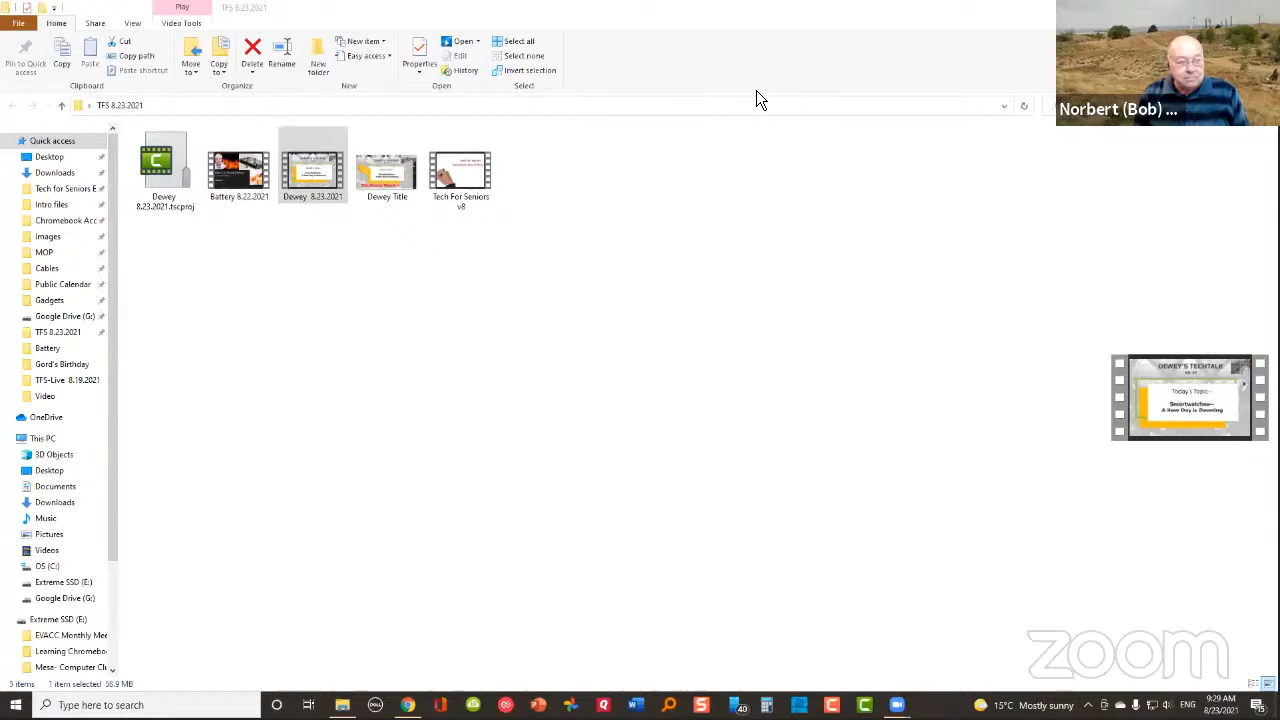 Play
TFS 8.23.2021
File
Home
Share
View
Video Tools
Pin to Quick access
Copy
Paste
Cut
Copy path
Paste shortcut
Clipboard
Move to
Copy to
Delete
Rename
Organize
New folder
New item
Easy access
New
Properties
Open
Edit
History
Open
Select all
Select none
Invert selection
Select
TFS 8.23.2021
Norbert (Bob) ...
Quick access
Desktop
Downloads
Tech for Seniors E
Intro files
Chromebook Acc
Images
MOP
Cables
Public Calendar
Gadgets
Google Drive (G:)
TFS 8.23.2021
Battery
Gord's Birthday
TFS-Live 8.19.2021
Video
OneDrive
This PC
3D Objects
Desktop
Documents
Downloads
Music
Pictures
Videos
OS (C:)
Extreme SSD (E:)
Google Drive (G:)
Extreme SSD (E:)
EVACC Monthly Mee
Learning Chromebo
Mesa- Computer Clu
Dewey 8.23.2021.tscproj
Battery 8.22.2021
Dewey 8.23.2021
Dewey Title
Tech For Seniors v8
DEWEY'S TECHTALK
Today's Topic--
Smartwatches--
A New Day is Dawning
zoom
5 items
1 item selected 58.9 MB
Type here to search
40
15°C Mostly sunny
9:29 AM
8/23/2021
15